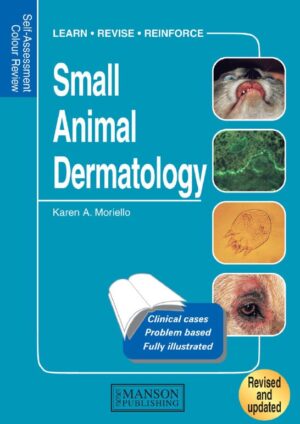 Self-Assessment
Colour Review
LEARN • REVISE • REINFORCE
Small
Animal
Dermatology
Karen A. Moriello
Clinical cases
Problem based
Fully illustrated
Revised
and
updated
MANSON
PUBLISHING